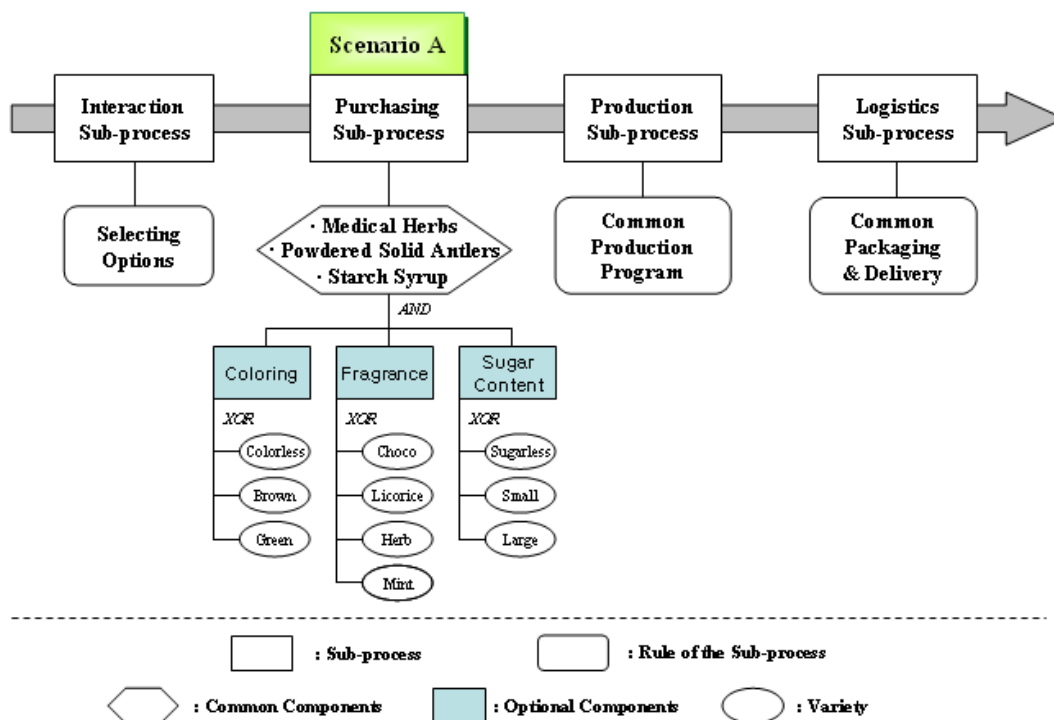 Scenario A
Interaction
Sub-process
Purchasing
Sub-process
Production
Sub-process
Logistics
Sub-process
Selecting
Options
· Medical Herbs
· Powdered Solid Antlers
· Starch Syrup
Common
Production
Program
Common
Packaging
& Delivery
AND
Coloring
Fragrance
Sugar
Content
XOR
XOR
XOR
Colorless
Choco
Sugarless
Brown
Licorice
Small
Green
Herb
Large
Mint
: Sub-process
: Rule of the Sub-process
: Common Components
: Optional Components
: Variety